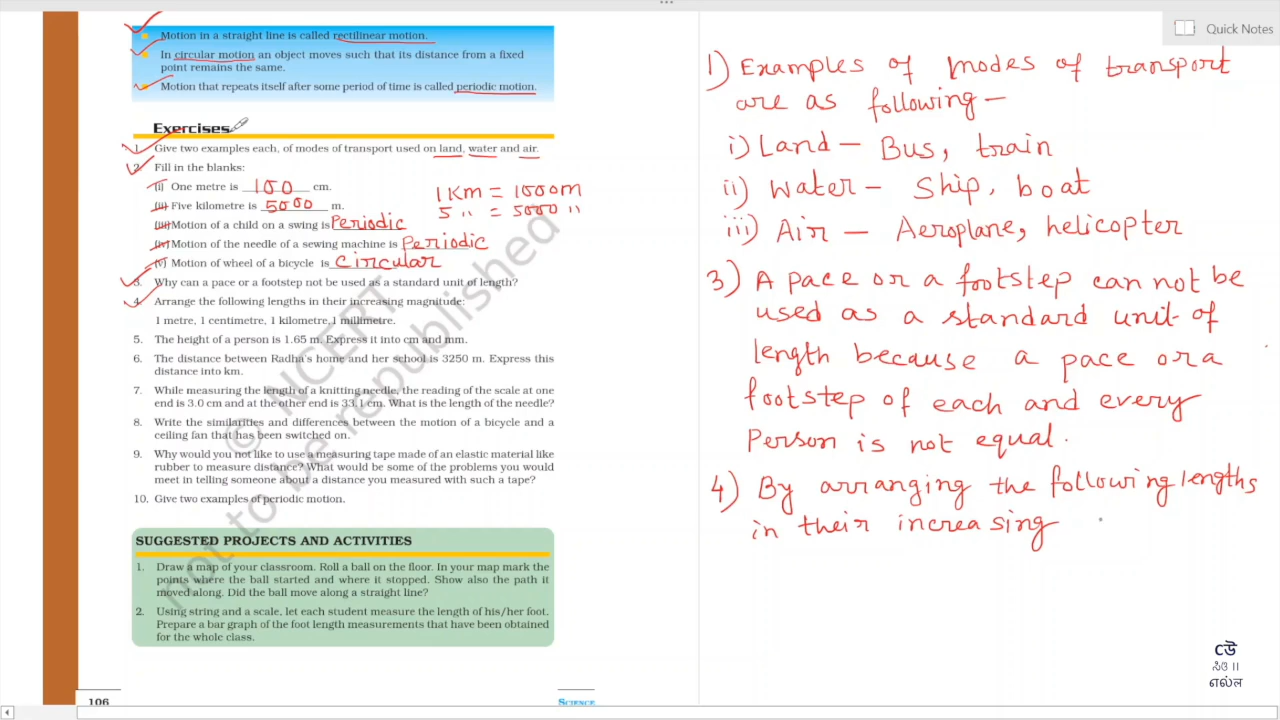 Quick Notes
Motion in a straight line is called rectilinear motion.
In circular motion an object moves such that its distance from a fixed
point remains the same.
Motion that repeats itself after some period of time is called periodic motion.
Exercises
1. Give two examples each, of modes of transport used on land, water and air.
2. Fill in the blanks:
(i) One metre is 100 cm.
(ii) Five kilometre is 5000 m.
1 Km = 1000m
5 " = 5000 "
(iii) Motion of a child on a swing is Periodic
(iv) Motion of the needle of a sewing machine is Periodic
(v) Motion of wheel of a bicycle is Circular
3. Why can a pace or a footstep not be used as a standard unit of length?
4. Arrange the following lengths in their increasing magnitude:
1 metre, 1 centimetre, 1 kilometre, 1 millimetre.
5. The height of a person is 1.65 m. Express it into cm and mm.
6. The distance between Radha's home and her school is 3250 m. Express this
distance into km.
7. While measuring the length of a knitting needle, the reading of the scale at one
end is 3.0 cm and at the other end is 33.1 cm. What is the length of the needle?
8. Write the similarities and differences between the motion of a bicycle and a
ceiling fan that has been switched on.
9. Why would you not like to use a measuring tape made of an elastic material like
rubber to measure distance? What would be some of the problems you would
meet in telling someone about a distance you measured with such a tape?
10. Give two examples of periodic motion.
© NCERT
not to be republished
SUGGESTED PROJECTS AND ACTIVITIES
1. Draw a map of your classroom. Roll a ball on the floor. In your map mark the
points where the ball started and where it stopped. Show also the path it
moved along. Did the ball move along a straight line?
2. Using string and a scale, let each student measure the length of his/her foot.
Prepare a bar graph of the foot length measurements that have been obtained
for the whole class.
106
SCIENCE
1) Examples of modes of transport
are as following –
i) Land – Bus, train
ii) Water – Ship, boat
iii) Air – Aeroplane, helicopter
3) A pace or a footstep can not be
used as a standard unit of
length because a pace or a
footstep of each and every
Person is not equal.
4) By arranging the following lengths
in their increasing